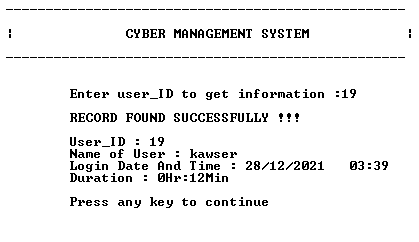 CYBER MANAGEMENT SYSTEM
Enter user_ID to get information :19
RECORD FOUND SUCCESSFULLY !!!
User_ID : 19
Name of User : kawser
Login Date And Time : 28/12/2021   03:39
Duration : 0Hr:12Min
Press any key to continue